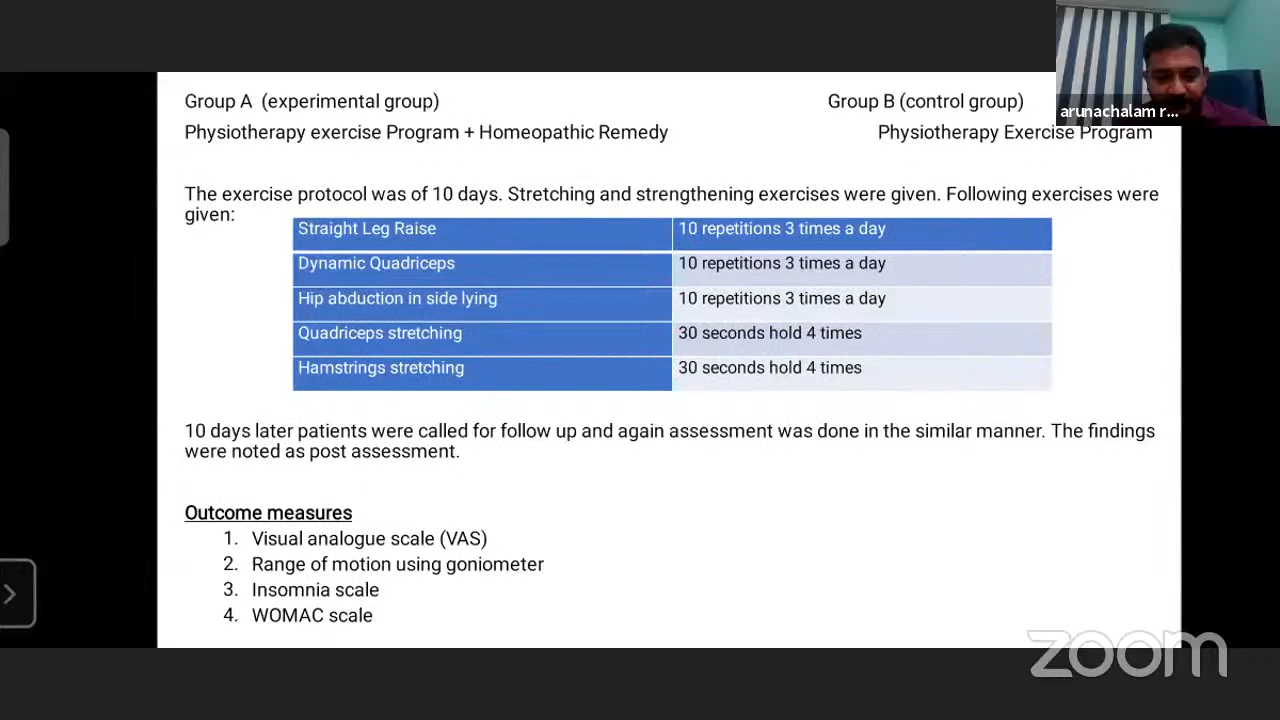 Group A (experimental group) Group B (control group)
Physiotherapy exercise Program + Homeopathic Remedy Physiotherapy Exercise Program
arunachalam r...
The exercise protocol was of 10 days. Stretching and strengthening exercises were given. Following exercises were
given:
Straight Leg Raise 10 repetitions 3 times a day
Dynamic Quadriceps 10 repetitions 3 times a day
Hip abduction in side lying 10 repetitions 3 times a day
Quadriceps stretching 30 seconds hold 4 times
Hamstrings stretching 30 seconds hold 4 times
10 days later patients were called for follow up and again assessment was done in the similar manner. The findings
were noted as post assessment.
Outcome measures
1. Visual analogue scale (VAS)
2. Range of motion using goniometer
3. Insomnia scale
4. WOMAC scale
zoom